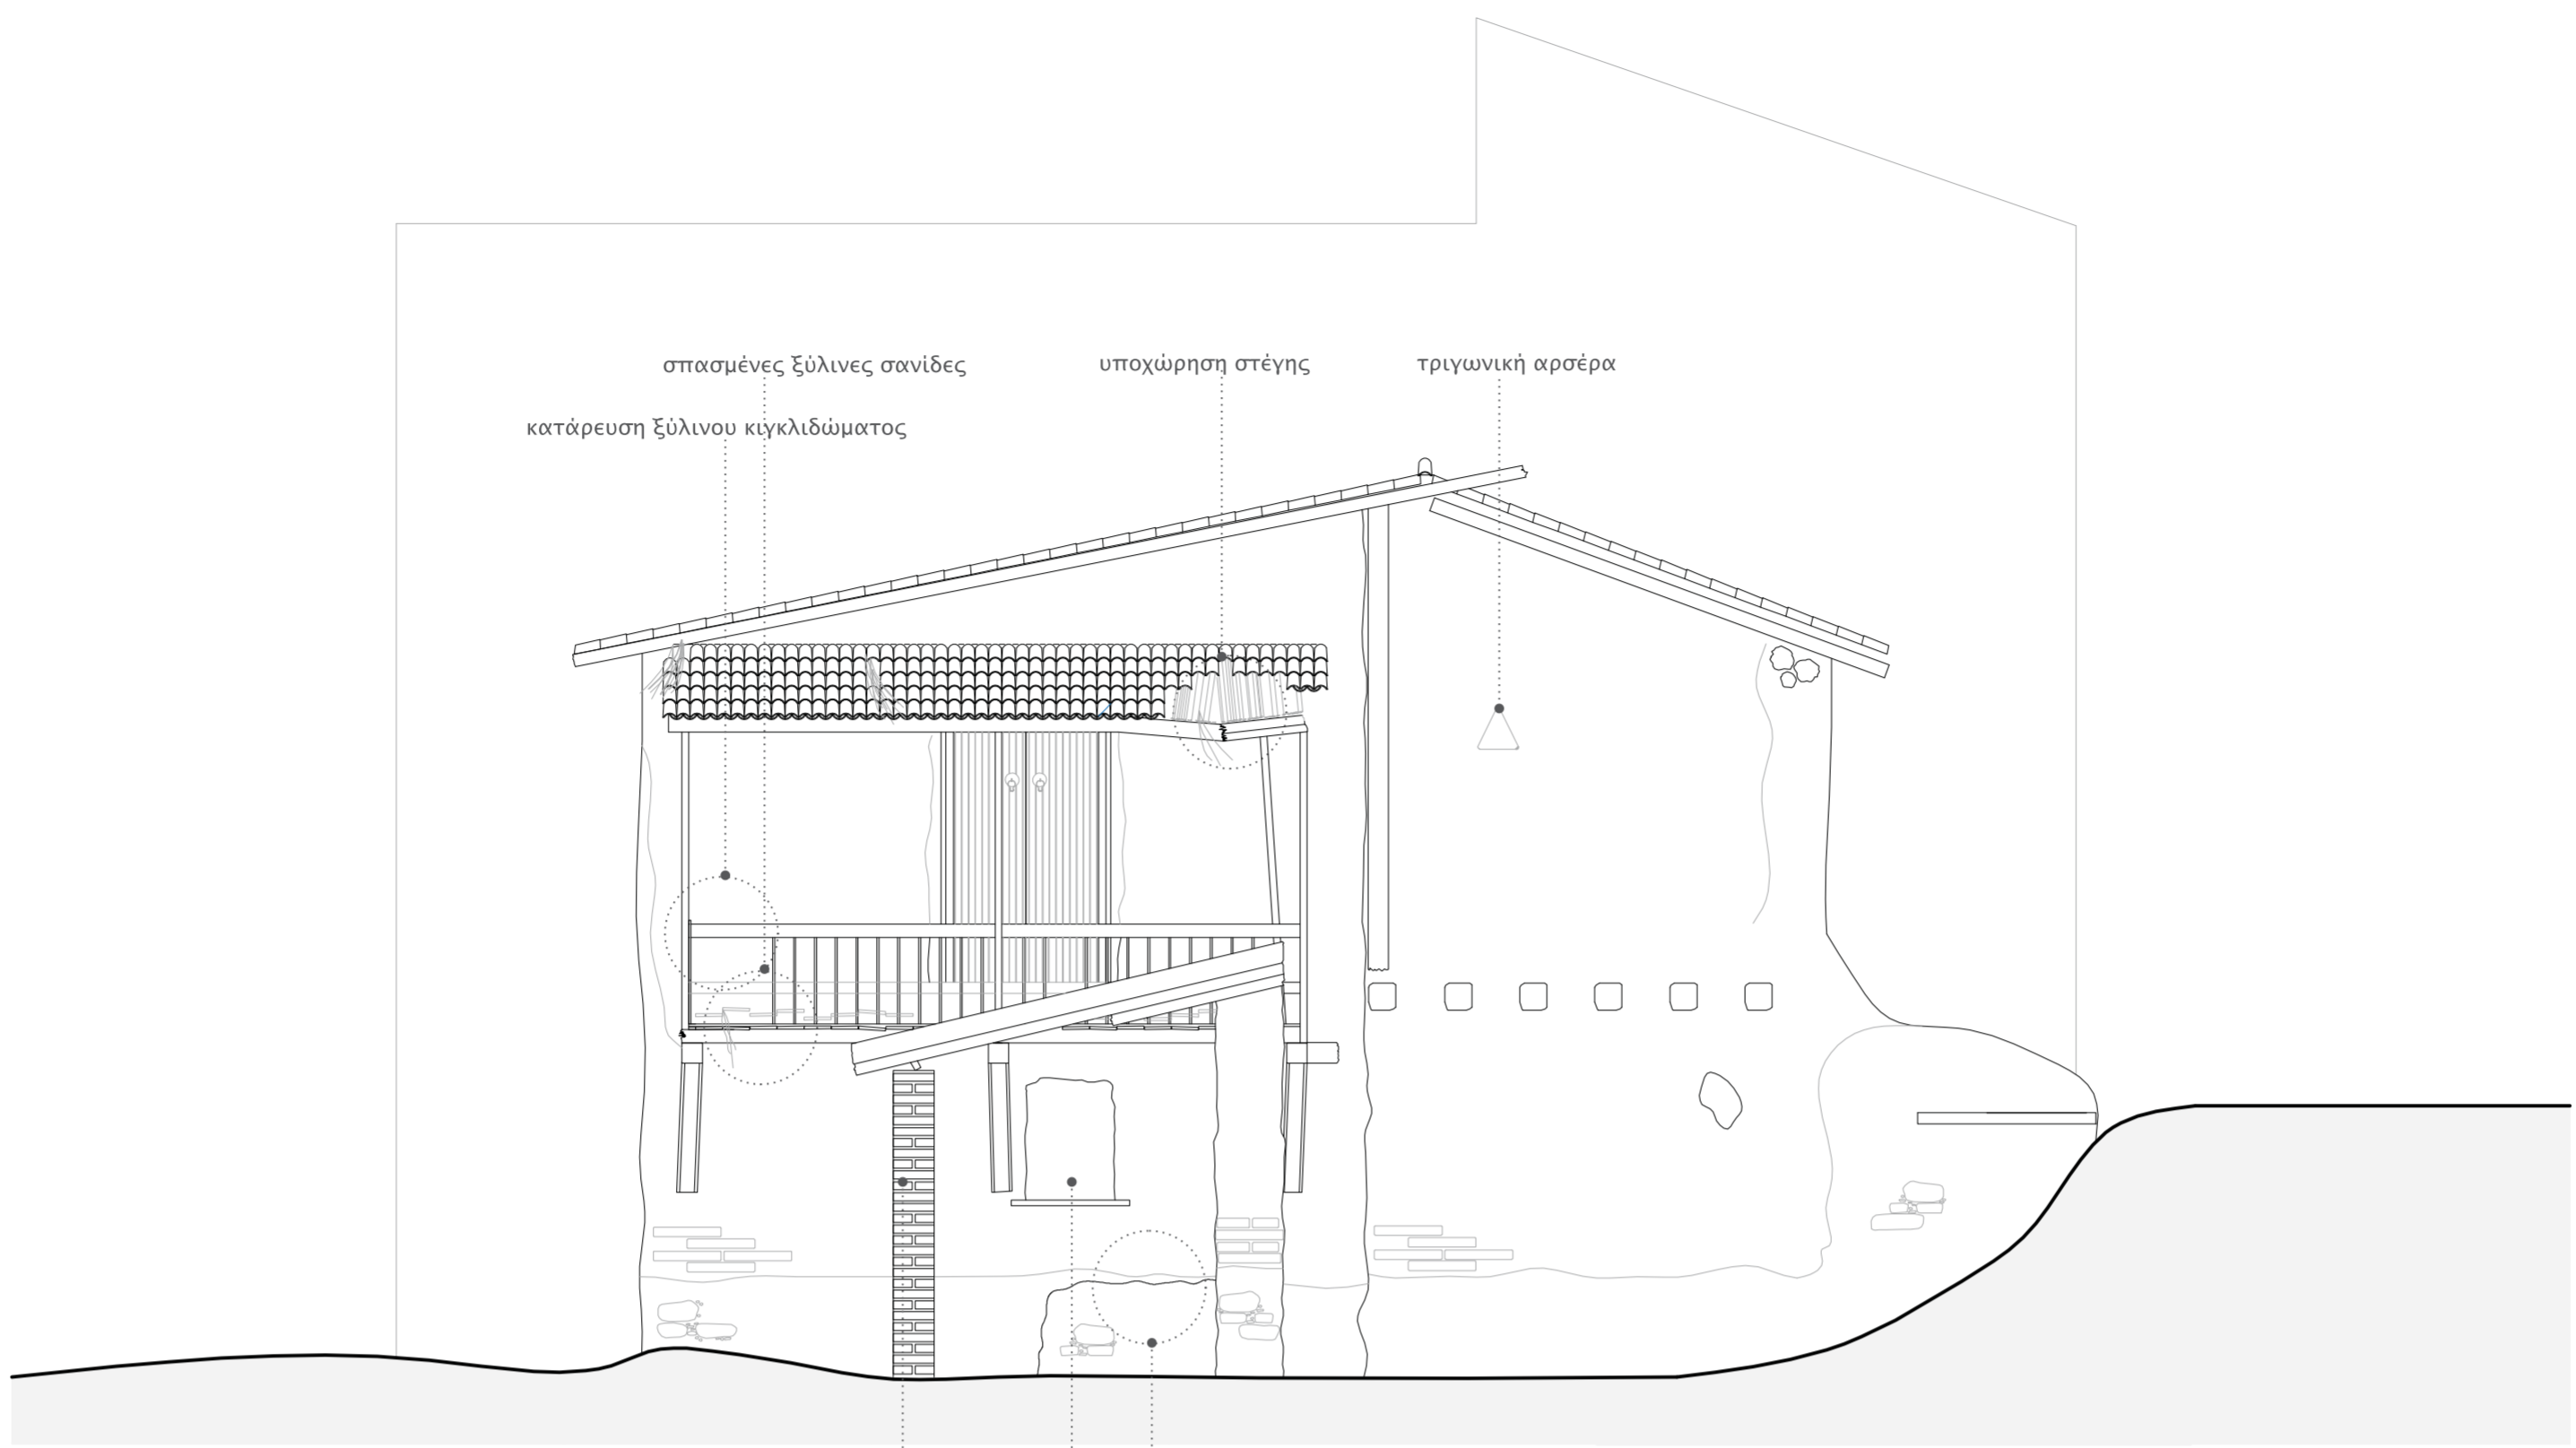 σπασμένες ξύλινες σανίδες
υποχώρηση στέγης
τριγωνική αρσέρα
κατάρευση ξύλινου κιγκλιδώματος